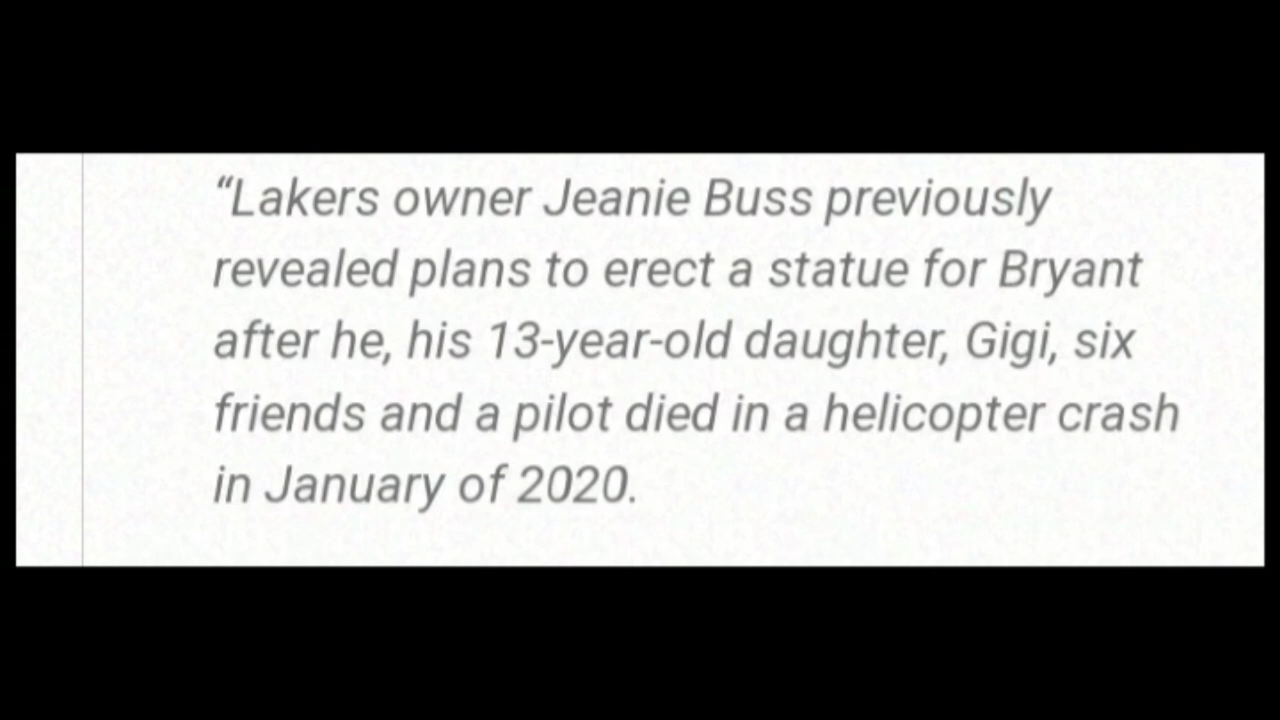 “Lakers owner Jeanie Buss previously
revealed plans to erect a statue for Bryant
after he, his 13-year-old daughter, Gigi, six
friends and a pilot died in a helicopter crash
in January of 2020.